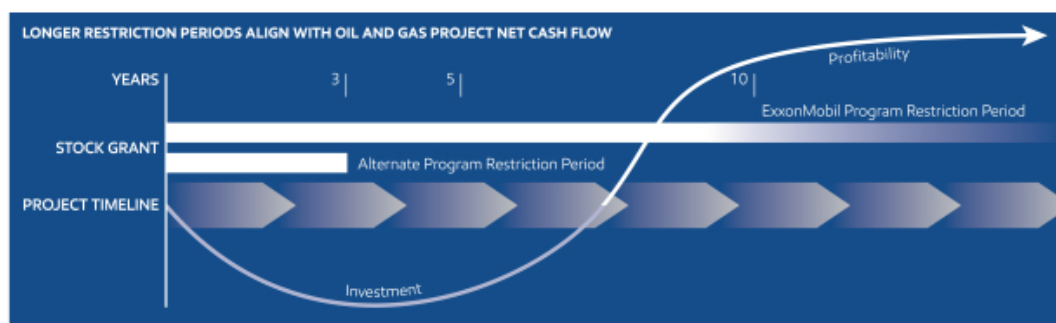 LONGER RESTRICTION PERIODS ALIGN WITH OIL AND GAS PROJECT NET CASH FLOW
Profitability
YEARS 3 5 10
ExxonMobil Program Restriction Period
STOCK GRANT
Alternate Program Restriction Period
PROJECT TIMELINE
Investment